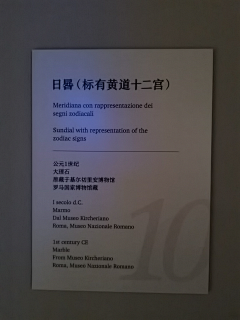 日晷（标有黄道十二宫）
Meridiana con rappresentazione dei
segni zodiacali
Sundial with representation of the
zodiac signs
公元1世纪
大理石
原藏于基尔切里安博物馆
罗马国家博物馆藏
I secolo d.C.
Marmo
Dal Museo Kircheriano
Roma, Museo Nazionale Romano
1st century CE
Marble
From Museo Kircheriano
Roma, Museo Nazionale Romano
10